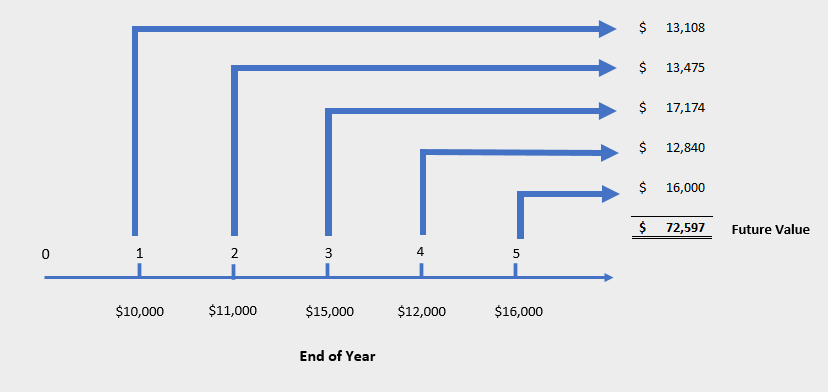 $ 13,108
$ 13,475
$ 17,174
$ 12,840
$ 16,000
$ 72,597 Future Value
0 1 2 3 4 5
$10,000 $11,000 $15,000 $12,000 $16,000
End of Year